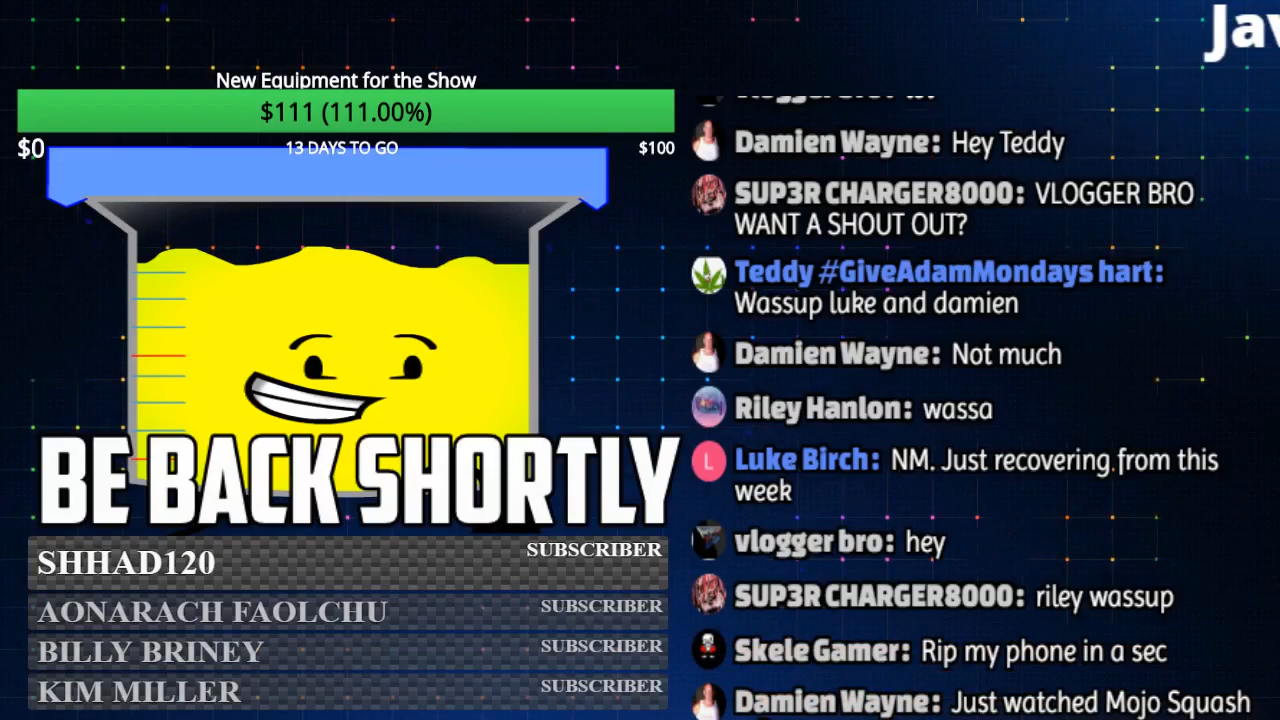 Jav
New Equipment for the Show
$111 (111.00%)
$0
13 DAYS TO GO
$100
BE BACK SHORTLY
SHHAD120
SUBSCRIBER
AONARACH FAOLCHU
SUBSCRIBER
BILLY BRINEY
SUBSCRIBER
KIM MILLER
SUBSCRIBER
Damien Wayne: Hey Teddy
SUP3R CHARGER8000: VLOGGER BRO
WANT A SHOUT OUT?
Teddy #GiveAdamMondays hart:
Wassup luke and damien
Damien Wayne: Not much
Riley Hanlon: wassa
L
Luke Birch: NM. Just recovering from this
week
vlogger bro: hey
SUP3R CHARGER8000: riley wassup
Skele Gamer: Rip my phone in a sec
Damien Wayne: Just watched Mojo Squash